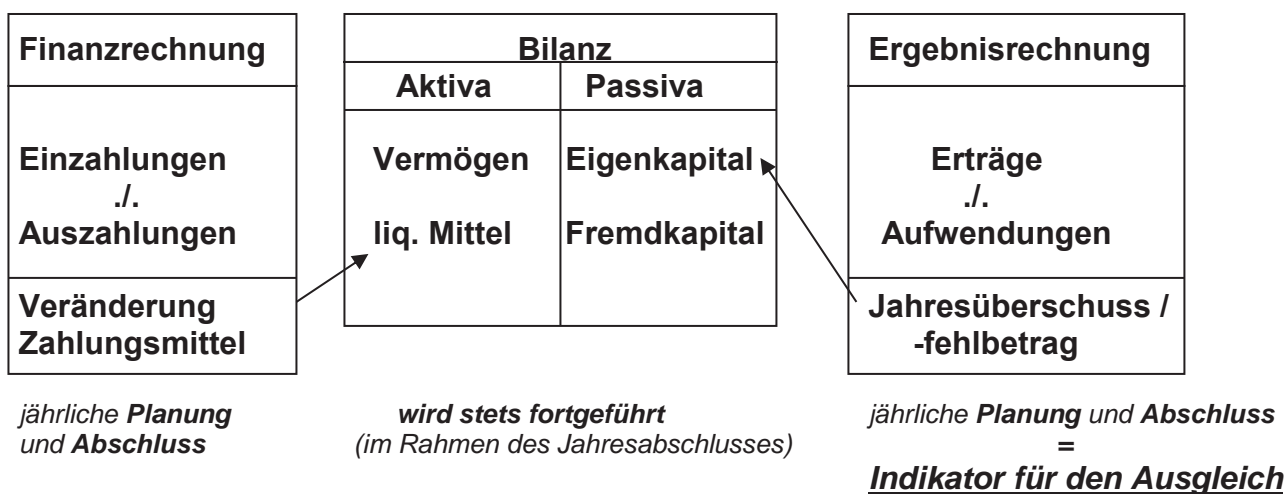 Finanzrechnung
Einzahlungen
./.
Auszahlungen
Veränderung
Zahlungsmittel
jährliche Planung
und Abschluss
Bilanz
Aktiva Passiva
Vermögen Eigenkapital
liq. Mittel Fremdkapital
wird stets fortgeführt
(im Rahmen des Jahresabschlusses)
Ergebnisrechnung
Erträge
./.
Aufwendungen
Jahresüberschuss /
-fehlbetrag
jährliche Planung und Abschluss
=
Indikator für den Ausgleich